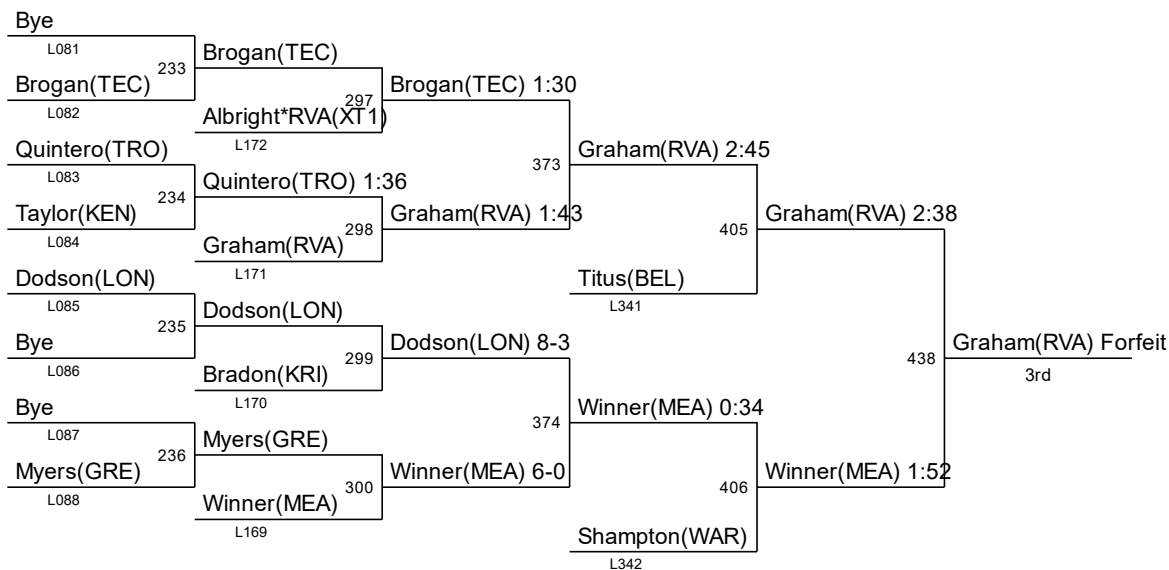 Bye
L081
233
Brogan(TEC)
Brogan(TEC)
L082
297
Brogan(TEC) 1:30
Albright*RVA(XT1)
L172
Quintero(TRO)
L083
373
Graham(RVA) 2:45
234
Quintero(TRO) 1:36
Taylor(KEN)
L084
298
Graham(RVA) 1:43
405
Graham(RVA) 2:38
Graham(RVA)
L171
Dodson(LON)
L085
Titus(BEL)
L341
235
Dodson(LON)
Bye
L086
299
Dodson(LON) 8-3
438
Graham(RVA) Forfeit
3rd
Bradon(KRI)
L170
Bye
L087
374
Winner(MEA) 0:34
236
Myers(GRE)
Myers(GRE)
L088
300
Winner(MEA) 6-0
406
Winner(MEA) 1:52
Winner(MEA)
L169
Shampton(WAR)
L342